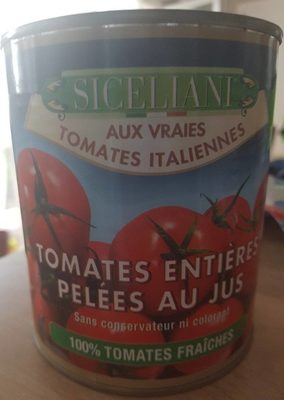 SICELIANI
AUX VRAIES
TOMATES ITALIENNES
TOMATES ENTIÈRES
PELÉES AU JUS
Sans conservateur ni colorant
100% TOMATES FRAÎCHES